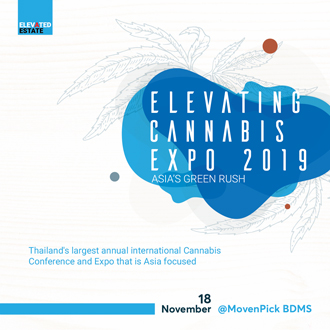 ELEVATED
ESTATE
ELEVATING
CANNABIS
EXPO 2019
ASIA'S GREEN RUSH
Thailand's largest annual international Cannabis
Conference and Expo that is Asia focused
18
November @MovenPick BDMS